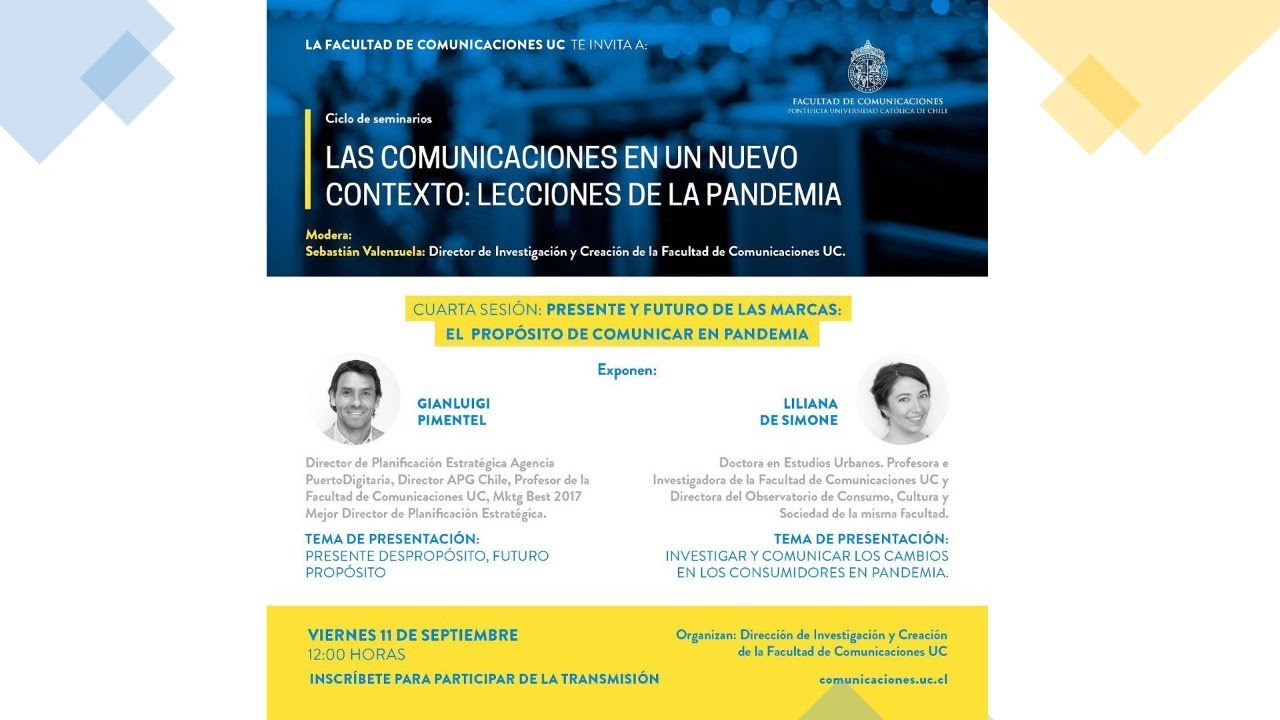 LA FACULTAD DE COMUNICACIONES UC TE INVITA A:
FACULTAD DE COMUNICACIONES
PONTIFICIA UNIVERSIDAD CATÓLICA DE CHILE
Ciclo de seminarios
LAS COMUNICACIONES EN UN NUEVO
CONTEXTO: LECCIONES DE LA PANDEMIA
Modera:
Sebastián Valenzuela: Director de Investigación y Creación de la Facultad de Comunicaciones UC.
CUARTA SESIÓN: PRESENTE Y FUTURO DE LAS MARCAS:
EL PROPÓSITO DE COMUNICAR EN PANDEMIA
Exponen:
GIANLUIGI
PIMENTEL
Director de Planificación Estratégica Agencia
PuertoDigitaria, Director APG Chile, Profesor de la
Facultad de Comunicaciones UC, Mktg Best 2017
Mejor Director de Planificación Estratégica.
TEMA DE PRESENTACIÓN:
PRESENTE DESPROPÓSITO, FUTURO
PROPÓSITO
LILIANA
DE SIMONE
Doctora en Estudios Urbanos. Profesora e
Investigadora de la Facultad de Comunicaciones UC y
Directora del Observatorio de Consumo, Cultura y
Sociedad de la misma facultad.
TEMA DE PRESENTACIÓN:
INVESTIGAR Y COMUNICAR LOS CAMBIOS
EN LOS CONSUMIDORES EN PANDEMIA.
VIERNES 11 DE SEPTIEMBRE
12:00 HORAS
INSCRÍBETE PARA PARTICIPAR DE LA TRANSMISIÓN
Organizan: Dirección de Investigación y Creación
de la Facultad de Comunicaciones UC
comunicaciones.uc.cl